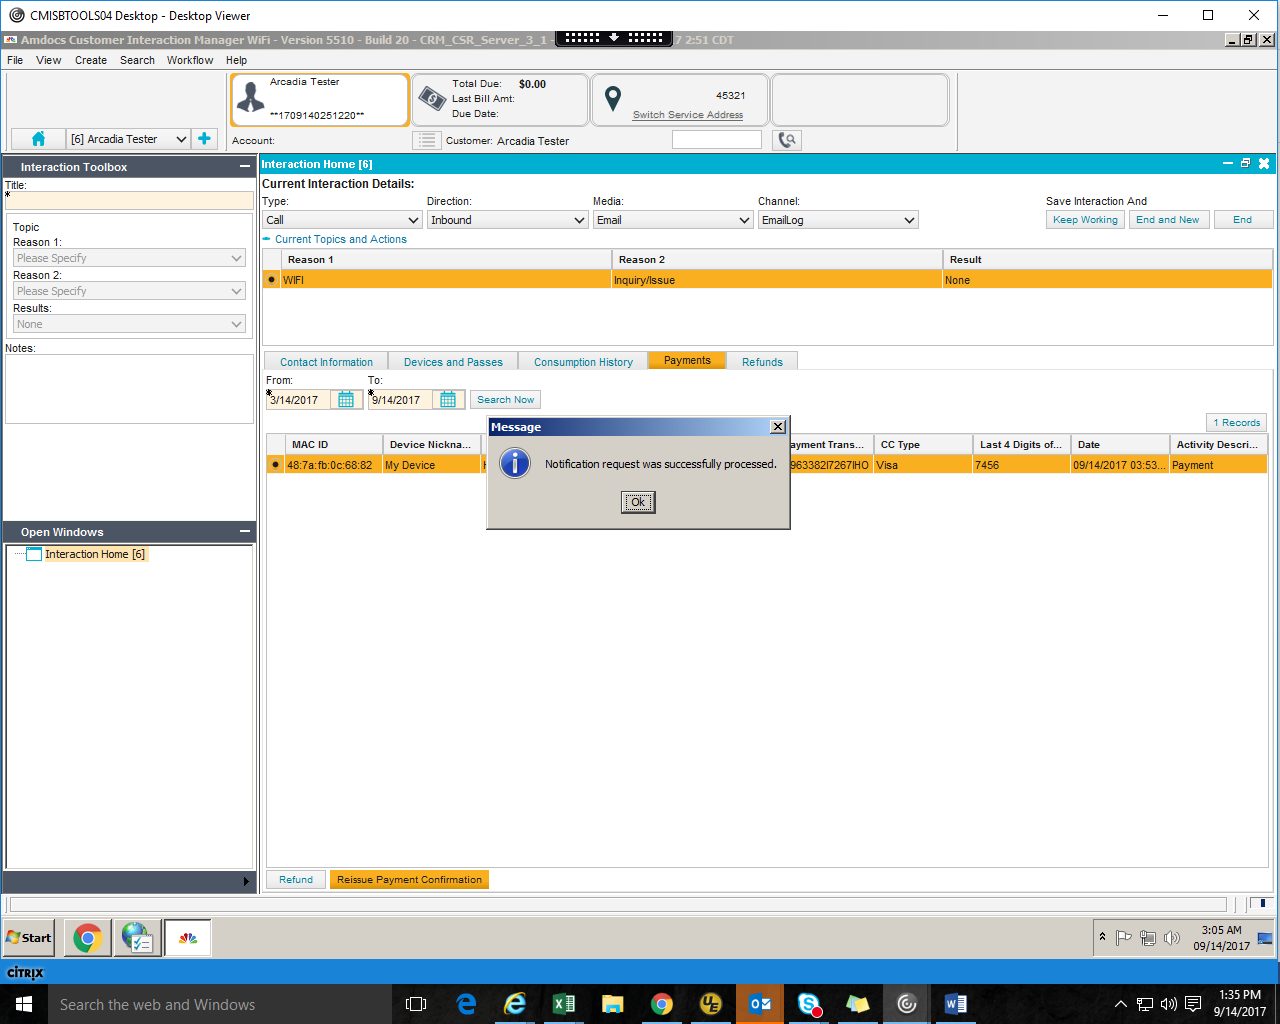 CMISBTOOLS04 Desktop - Desktop Viewer
Amdocs Customer Interaction Manager WiFi - Version 5510 - Build 20 - CRM_CSR_Server_3_1 - 7 2:51 CDT
File View Create Search Workflow Help
Arcadia Tester
**1709140251220**
Total Due: $0.00
Last Bill Amt:
Due Date:
45321
Switch Service Address
[6] Arcadia Tester
Account:
Customer: Arcadia Tester
Interaction Toolbox
Title:
*
Topic
Reason 1:
Please Specify
Reason 2:
Please Specify
Results:
None
Notes:
Open Windows
Interaction Home [6]
Interaction Home [6]
Current Interaction Details:
Type: Direction: Media: Channel:
Call Inbound Email EmailLog
Save Interaction And
Keep Working End and New End
Current Topics and Actions
Reason 1 Reason 2 Result
WIFI Inquiry/Issue None
Contact Information Devices and Passes Consumption History Payments Refunds
From: To:
*3/14/2017 *9/14/2017 Search Now
1 Records
MAC ID Device Nickna... ayment Trans... CC Type Last 4 Digits of... Date Activity Descri...
48:7a:fb:0c:68:82 My Device 963382I7267IHO Visa 7456 09/14/2017 03:53... Payment
Message
Notification request was successfully processed.
Ok
Refund Reissue Payment Confirmation
Start
3:05 AM
09/14/2017
CITRIX
Search the web and Windows
1:35 PM
9/14/2017